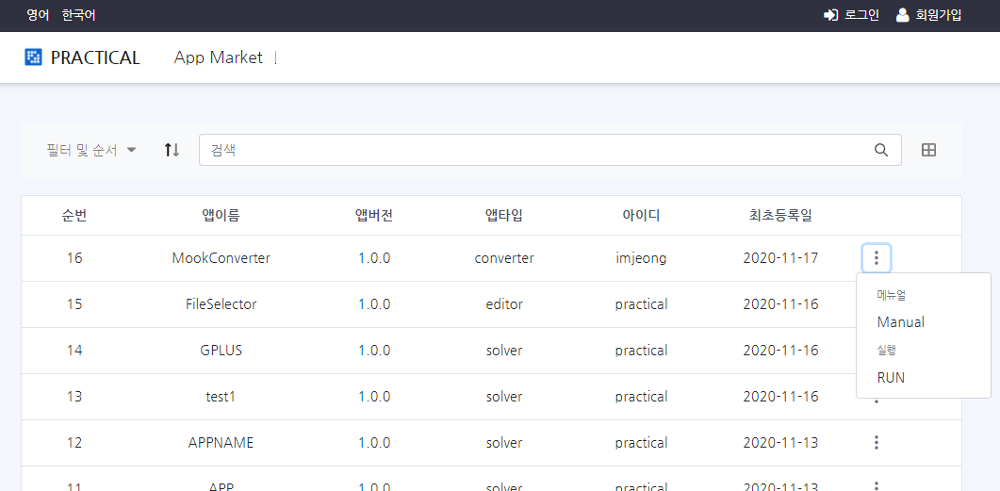 영어 한국어 로그인 회원가입
PRACTICAL App Market
필터 및 순서 검색
순번 앱이름 앱버전 앱타입 아이디 최초등록일
16 MookConverter 1.0.0 converter imjeong 2020-11-17
메뉴얼
15 FileSelector 1.0.0 editor practical 2020-11-16
Manual
14 GPLUS 1.0.0 solver practical 2020-11-16
실행
RUN
13 test1 1.0.0 solver practical 2020-11-16
12 APPNAME 1.0.0 solver practical 2020-11-13
11 APP 1.0.0 solver practical 2020-11-13